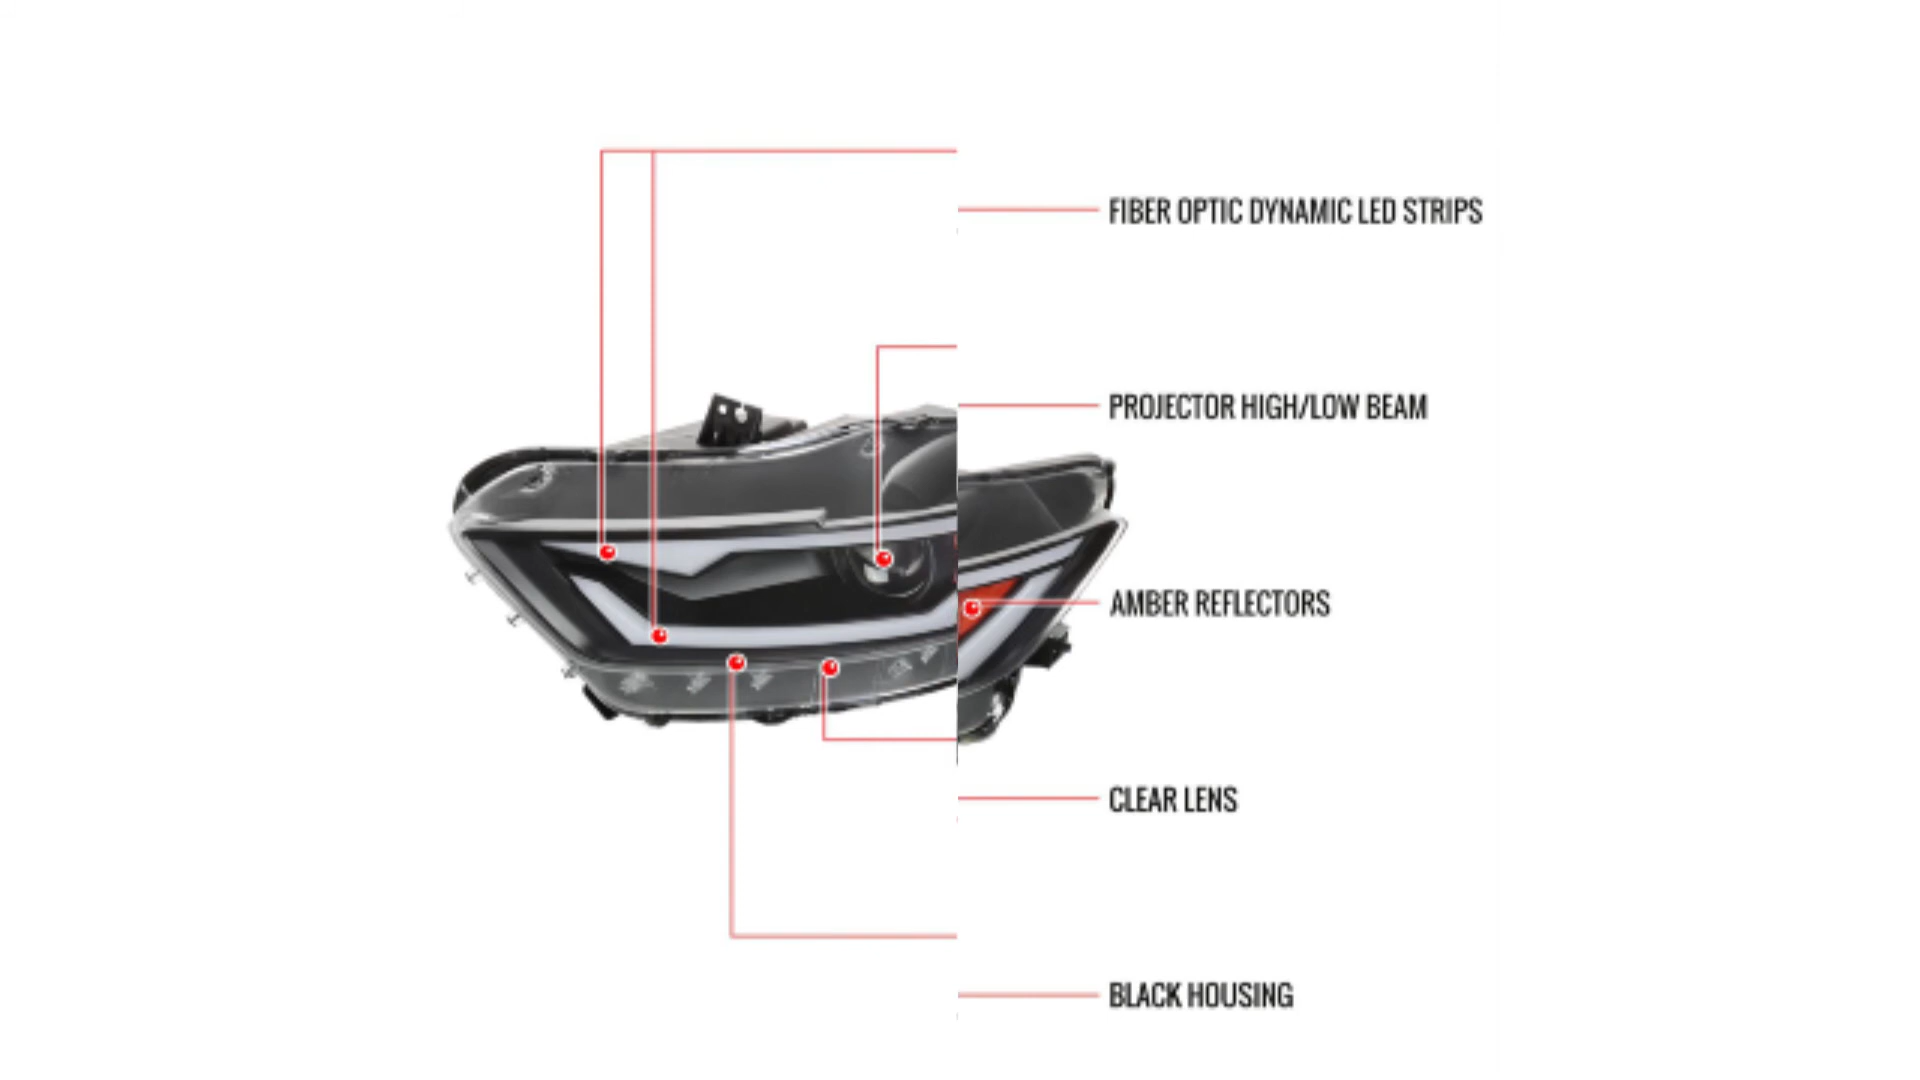 FIBER OPTIC DYNAMIC LED STRIPS
PROJECTOR HIGH/LOW BEAM
AMBER REFLECTORS
CLEAR LENS
BLACK HOUSING